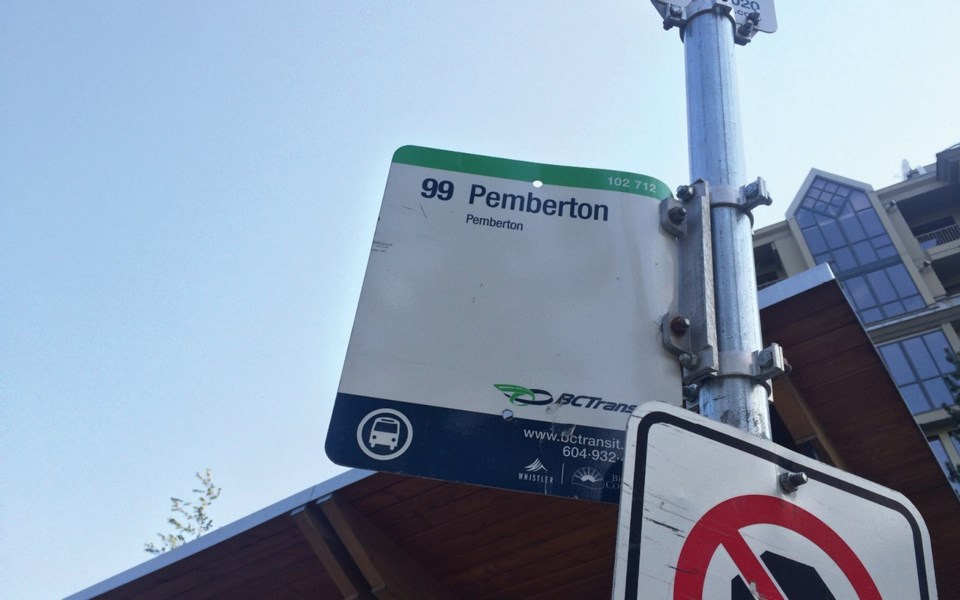 102 712
99 Pemberton
Pemberton
BCTrans
www.bctransit.
604·932-
WHISTLER